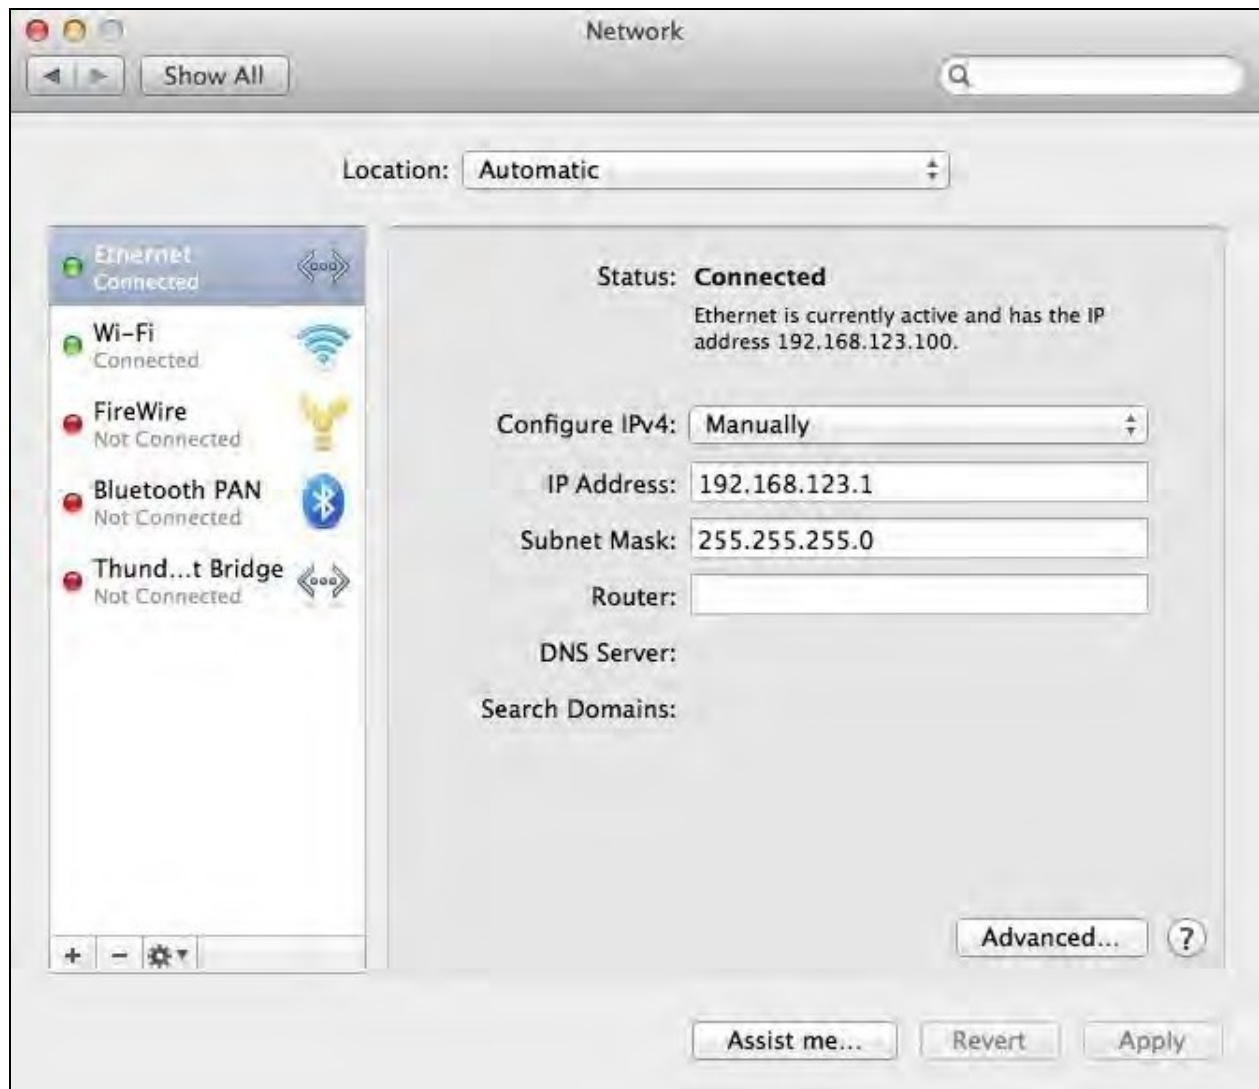 Network
Show All
Location: Automatic
Ethernet
Connected
Wi-Fi
Connected
FireWire
Not Connected
Bluetooth PAN
Not Connected
Thund...t Bridge
Not Connected
Status: Connected
Ethernet is currently active and has the IP
address 192.168.123.100.
Configure IPv4: Manually
IP Address: 192.168.123.1
Subnet Mask: 255.255.255.0
Router:
DNS Server:
Search Domains:
Advanced...
?
Assist me...
Revert
Apply